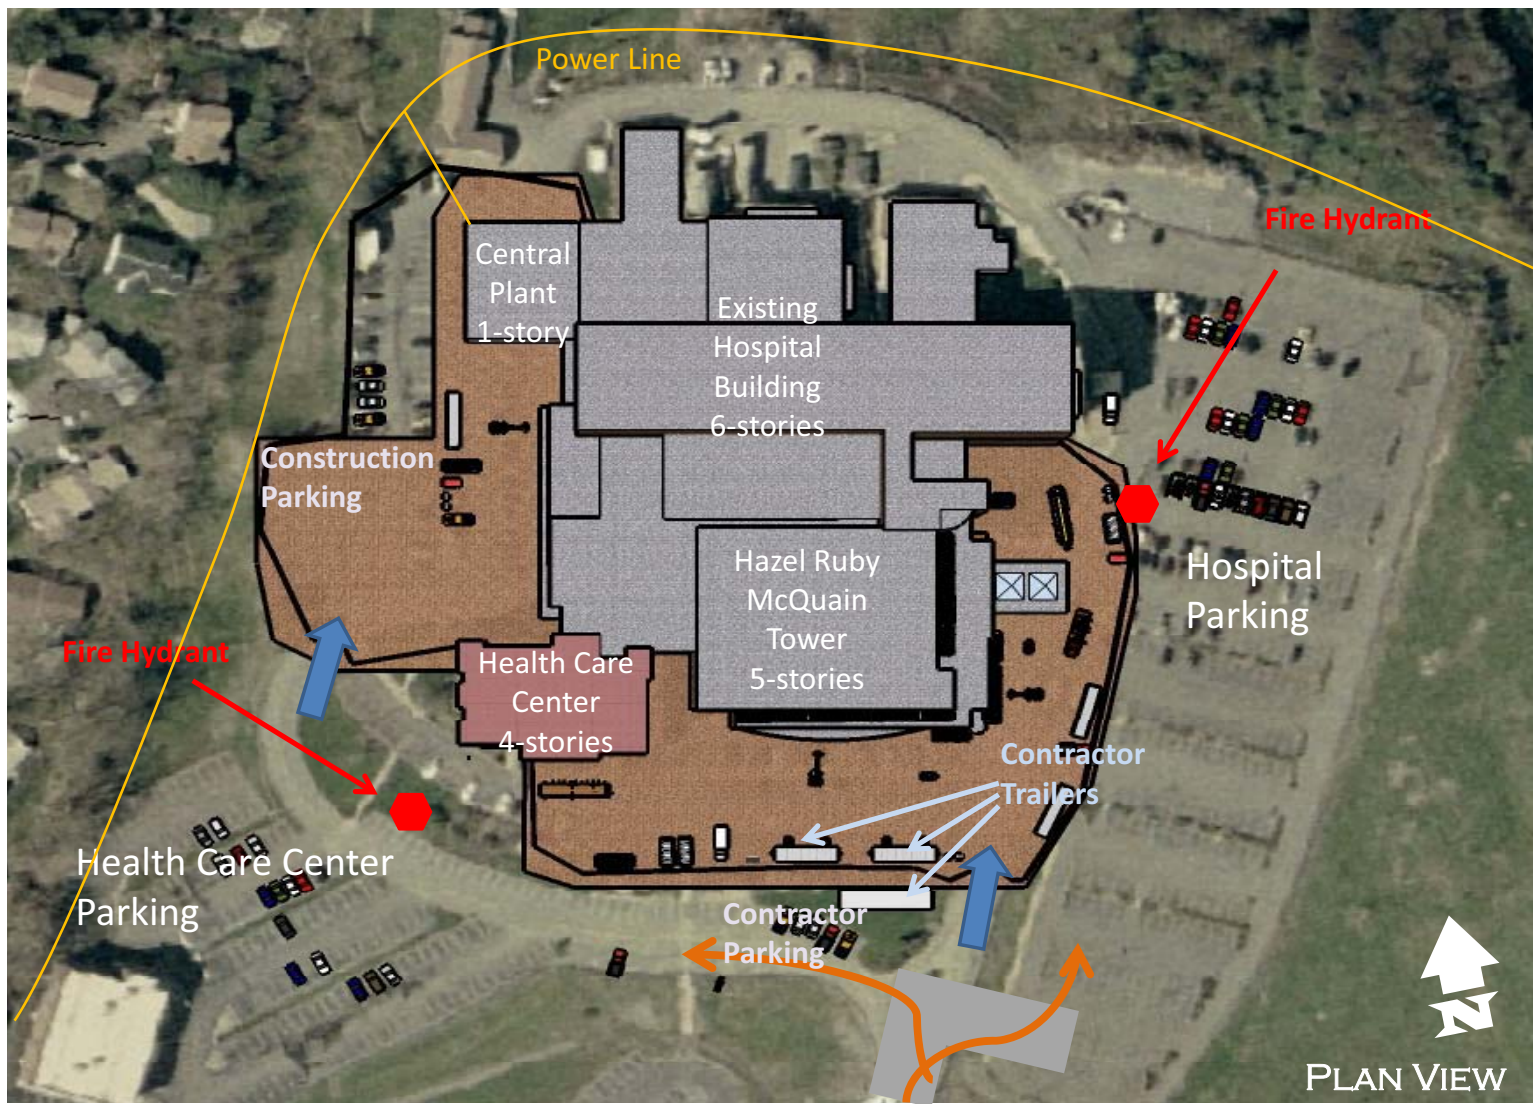 Power Line
Fire Hydrant
Central
Plant
1-story
Existing
Hospital
Building
6-stories
Construction
Parking
Hazel Ruby
McQuain
Tower
5-stories
Hospital
Parking
Fire Hydrant
Health Care
Center
4-stories
Contractor
Trailers
Health Care Center
Parking
Contractor
Parking
N
PLAN VIEW